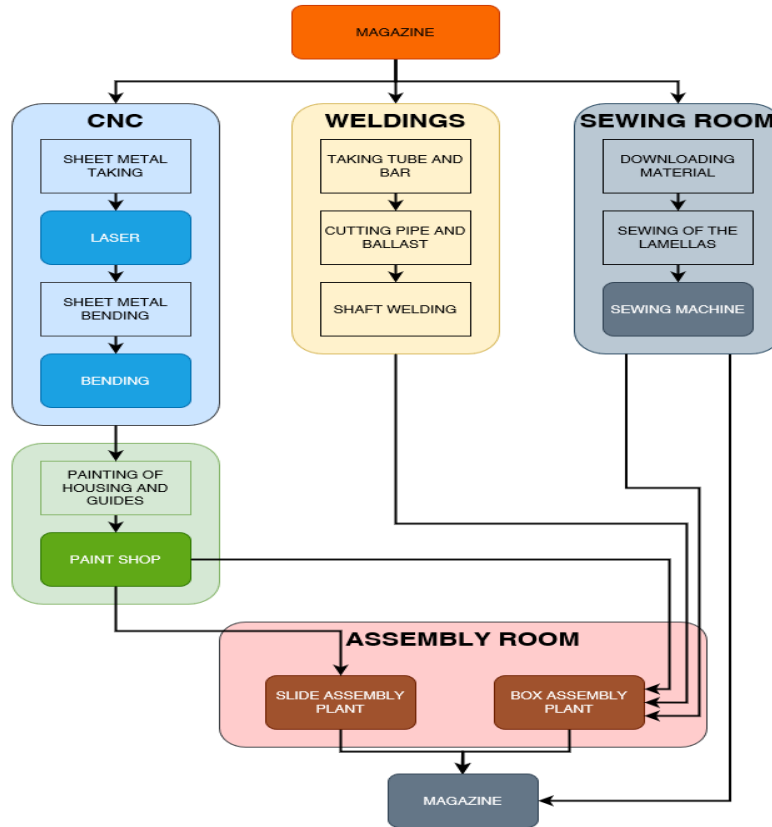 MAGAZINE
CNC
SHEET METAL
TAKING
LASER
SHEET METAL
BENDING
BENDING
WELDINGS
TAKING TUBE AND
BAR
CUTTING PIPE AND
BALLAST
SHAFT WELDING
SEWING ROOM
DOWNLOADING
MATERIAL
SEWING OF THE
LAMELLAS
SEWING MACHINE
PAINTING OF
HOUSING AND
GUIDES
PAINT SHOP
ASSEMBLY ROOM
SLIDE ASSEMBLY
PLANT
BOX ASSEMBLY
PLANT
MAGAZINE